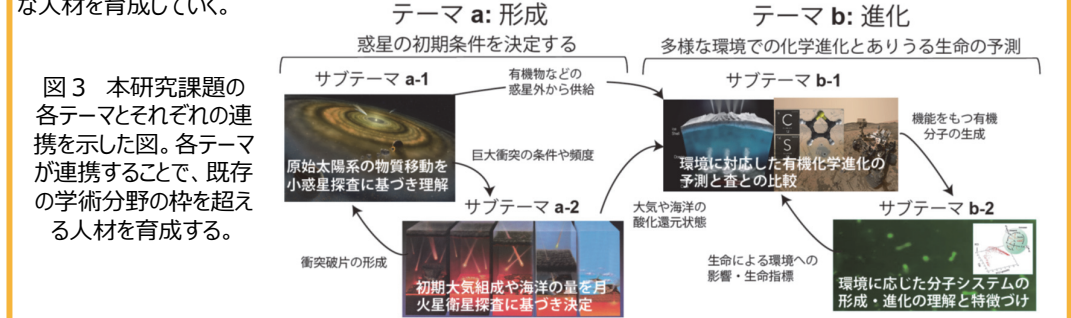 な人材を育成していく。
図3　本研究課題の
各テーマとそれぞれの連
携を示した図。各テーマ
が連携することで、既存
の学術分野の枠を超え
る人材を育成する。
テーマ a: 形成
惑星の初期条件を決定する
サブテーマ a-1
有機物などの
惑星外から供給
原始太陽系の物質移動を
小惑星探査に基づき理解
巨大衝突の条件や頻度
サブテーマ a-2
衝突破片の形成
初期大気組成や海洋の量を月
火星衛星探査に基づき決定
大気や海洋の
酸化還元状態
テーマ b: 進化
多様な環境での化学進化とありうる生命の予測
サブテーマ b-1
C
S
環境に対応した有機化学進化の
予測と査との比較
機能をもつ有機
分子の生成
サブテーマ b-2
生命による環境への
影響・生命指標
環境に応じた分子システムの
形成・進化の理解と特徴づけ